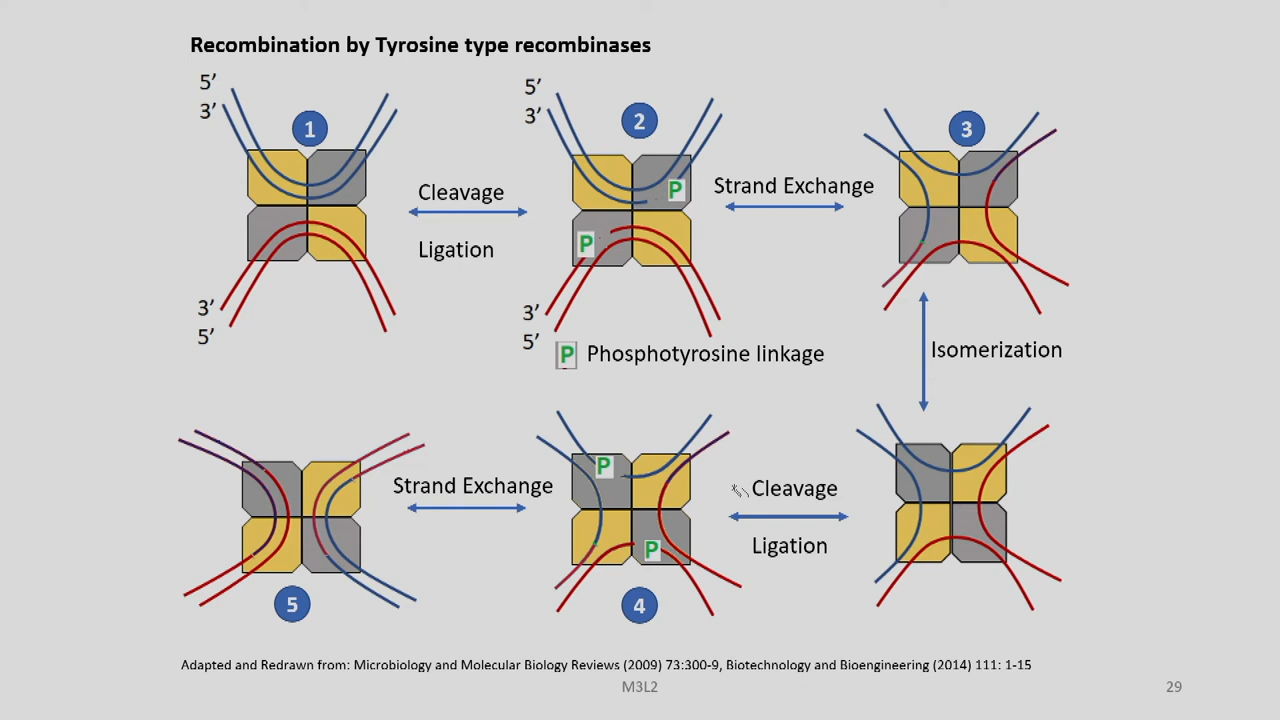 Recombination by Tyrosine type recombinases
5’
3’
1
3’
5’
Cleavage
Ligation
5’
3’
2
P
P
3’
5’
P Phosphotyrosine linkage
Strand Exchange
3
Isomerization
5
Strand Exchange
P
P
4
Cleavage
Ligation
Adapted and Redrawn from: Microbiology and Molecular Biology Reviews (2009) 73:300-9, Biotechnology and Bioengineering (2014) 111: 1-15
M3L2
29